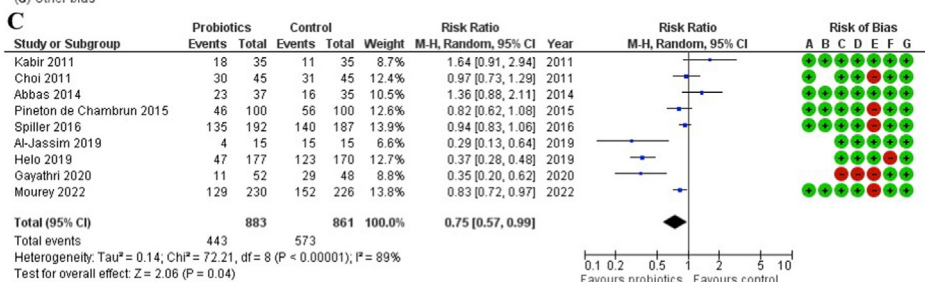 (G) Other bias
C
Probiotics Control Risk Ratio Risk Ratio Risk of Bias
Study or Subgroup Events Total Events Total Weight M-H, Random, 95% CI Year M-H, Random, 95% CI A B C D E F G
Kabir 2011 18 35 11 35 8.7% 1.64 [0.91, 2.94] 2011
Choi 2011 30 45 31 45 12.4% 0.97 [0.73, 1.29] 2011
Abbas 2014 23 37 16 35 10.5% 1.36 [0.88, 2.11] 2014
Pineton de Chambrun 2015 46 100 56 100 12.6% 0.82 [0.62, 1.08] 2015
Spiller 2016 135 192 140 187 13.9% 0.94 [0.83, 1.06] 2016
Al-Jassim 2019 4 15 15 15 6.6% 0.29 [0.13, 0.64] 2019
Helo 2019 47 177 123 170 12.7% 0.37 [0.28, 0.48] 2019
Gayathri 2020 11 52 29 48 8.8% 0.35 [0.20, 0.62] 2020
Mourey 2022 129 230 152 226 13.8% 0.83 [0.72, 0.97] 2022
Total (95% CI) 883 861 100.0% 0.75 [0.57, 0.99]
Total events 443 573
Heterogeneity: Tau² = 0.14; Chi² = 72.21, df = 8 (P < 0.00001); I² = 89%
Test for overall effect: Z = 2.06 (P = 0.04)
0.1 0.2 0.5 1 2 5 10
Favours probiotics Favours control